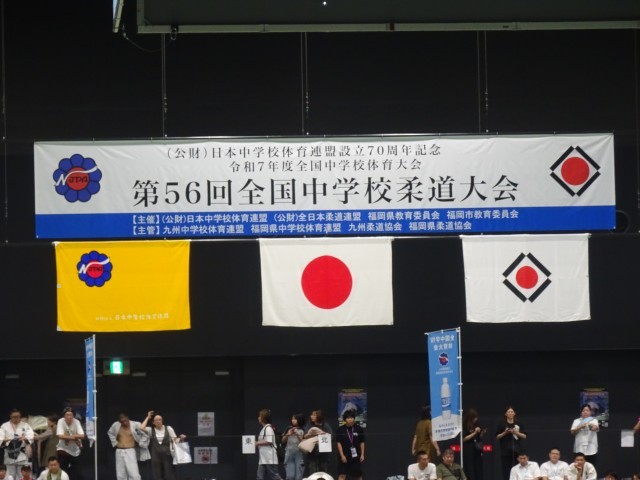 (公財)日本中学校体育連盟設立70周年記念
令和7年度全国中学校体育大会
第56回全国中学校柔道大会
【主催】(公財)日本中学校体育連盟 (公財)全日本柔道連盟 福岡県教育委員会 福岡市教育委員会
【主管】九州中学校体育連盟 福岡県中学校体育連盟 九州柔道協会 福岡県柔道協会
東
北